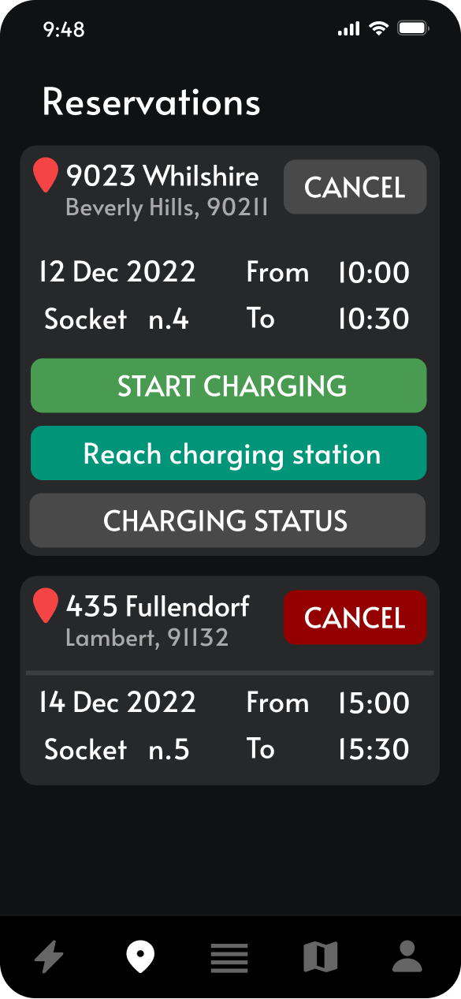 9:48
Reservations
9023 Whilshire
CANCEL
Beverly Hills, 90211
12 Dec 2022 From 10:00
Socket n.4 To 10:30
START CHARGING
Reach charging station
CHARGING STATUS
435 Fullendorf
CANCEL
Lambert, 91132
14 Dec 2022 From 15:00
Socket n.5 To 15:30